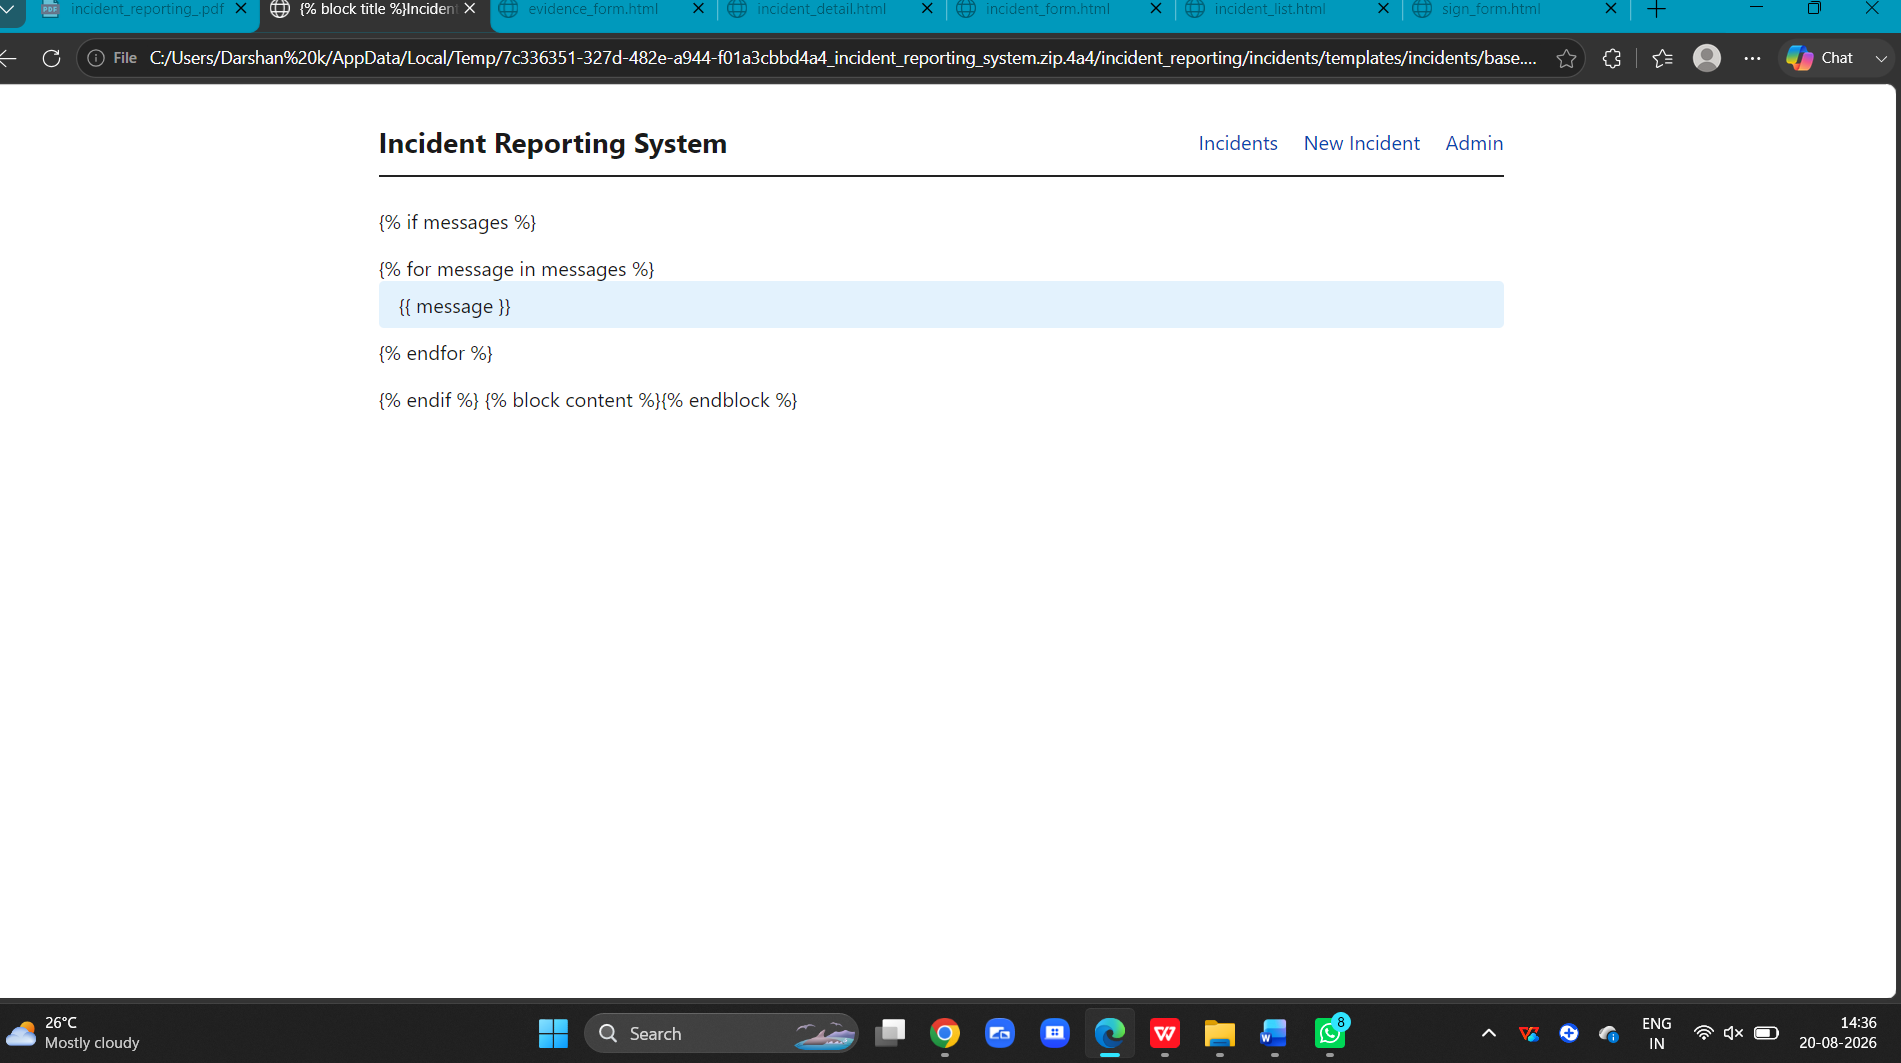 incident_reporting_.pdf
{% block title %}Inciden
evidence_form.html
incident_detail.html
incident_form.html
incident_list.html
sign_form.html
File C:/Users/Darshan%20k/AppData/Local/Temp/7c336351-327d-482e-a944-f01a3cbbd4a4_incident_reporting_system.zip.4a4/incident_reporting/incidents/templates/incidents/base....
Chat
Incident Reporting System
Incidents New Incident Admin
{% if messages %}
{% for message in messages %}
{{ message }}
{% endfor %}
{% endif %} {% block content %}{% endblock %}
26°C
Mostly cloudy
Search
8
ENG
IN
14:36
20-08-2026